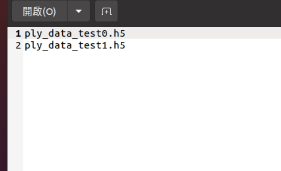 開啟(O)
1 ply_data_test0.h5
2 ply_data_test1.h5